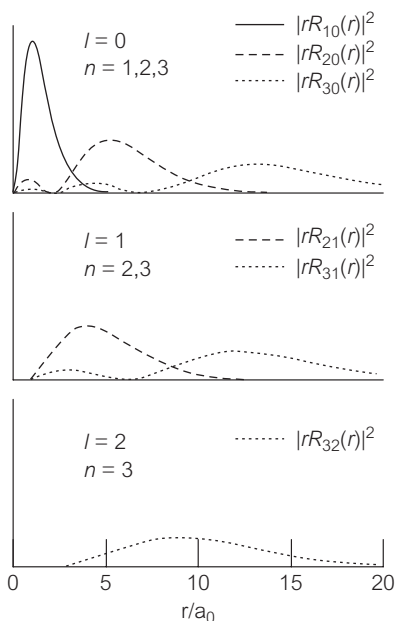 l = 0
n = 1,2,3
|rR₁₀(r)|²
|rR₂₀(r)|²
|rR₃₀(r)|²
l = 1
n = 2,3
|rR₂₁(r)|²
|rR₃₁(r)|²
l = 2
n = 3
|rR₃₂(r)|²
0 5 10 15 20
r/a₀